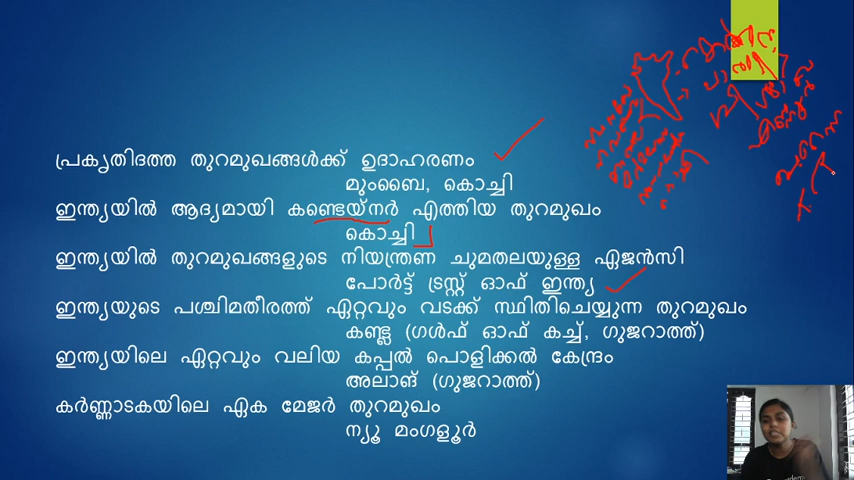 പ്രകൃതിദത്ത തുറമുഖങ്ങൾക്ക് ഉദാഹരണം
മുംബൈ, കൊച്ചി
ഇന്ത്യയിൽ ആദ്യമായി കണ്ടെയ്നർ എത്തിയ തുറമുഖം
കൊച്ചി
ഇന്ത്യയിൽ തുറമുഖങ്ങളുടെ നിയന്ത്രണ ചുമതലയുള്ള ഏജൻസി
പോർട്ട് ട്രസ്റ്റ് ഓഫ് ഇന്ത്യ
ഇന്ത്യയുടെ പശ്ചിമതീരത്ത് ഏറ്റവും വടക്ക് സ്ഥിതിചെയ്യുന്ന തുറമുഖം
കണ്ട്ല (ഗൾഫ് ഓഫ് കച്ച്, ഗുജറാത്ത്)
ഇന്ത്യയിലെ ഏറ്റവും വലിയ കപ്പൽ പൊളിക്കൽ കേന്ദ്രം
അലാങ് (ഗുജറാത്ത്)
കർണ്ണാടകയിലെ ഏക മേജർ തുറമുഖം
ന്യൂ മംഗളൂർ